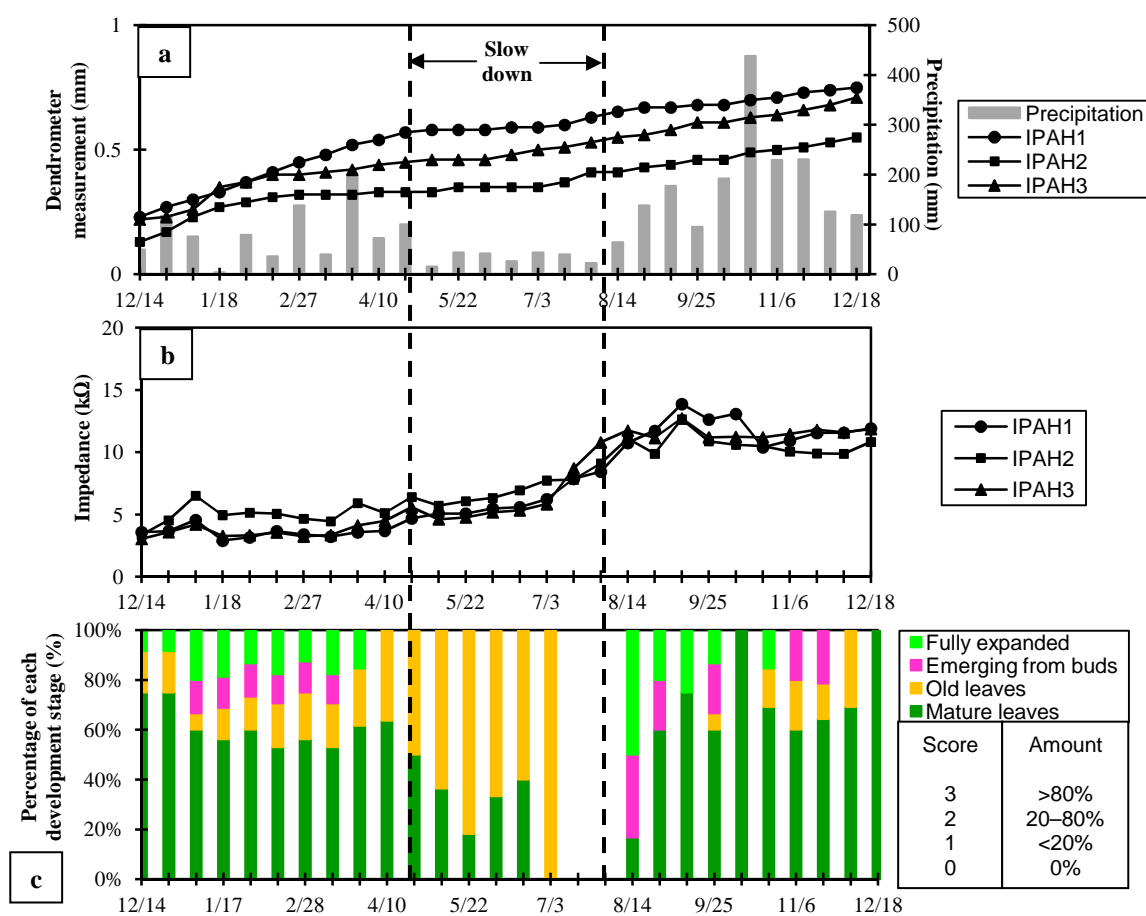 a
Slow
down
Dendrometer
measurement (mm)
1
0.5
0
500
400
300
200
100
0
Precipitation
(mm)
12/14
1/18
2/27
4/10
5/22
7/3
8/14
9/25
11/6
12/18
Precipitation
IPAH1
IPAH2
IPAH3
b
Impedance (kΩ)
20
15
10
5
0
12/14
1/18
2/27
4/10
5/22
7/3
8/14
9/25
11/6
12/18
IPAH1
IPAH2
IPAH3
c
Percentage of each
development stage (%)
100%
80%
60%
40%
20%
0%
12/14
1/17
2/28
4/10
5/22
7/3
8/14
9/25
11/6
12/18
Fully expanded
Emerging from buds
Old leaves
Mature leaves
Score Amount
3 >80%
2 20–80%
1 <20%
0 0%